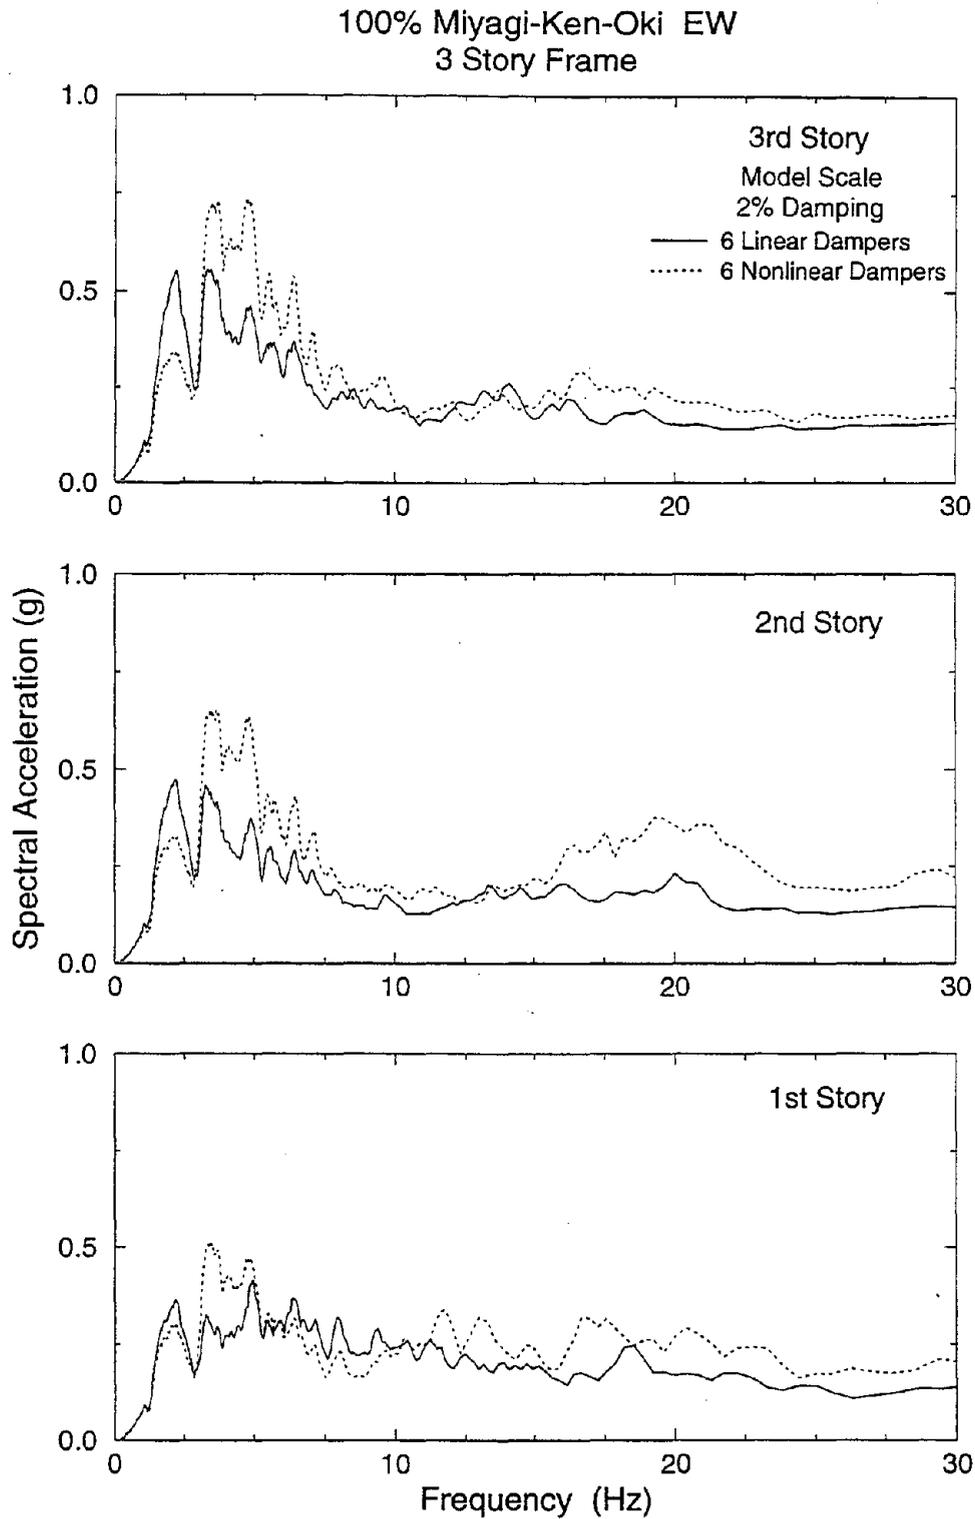 100% Miyagi-Ken-Oki EW
3 Story Frame
1.0
3rd Story
Model Scale
2% Damping
6 Linear Dampers
6 Nonlinear Dampers
0.5
0.0
0 10 20 30
1.0
2nd Story
0.5
0.0
0 10 20 30
Spectral Acceleration (g)
1.0
1st Story
0.5
0.0
0 10 20 30
Frequency (Hz)